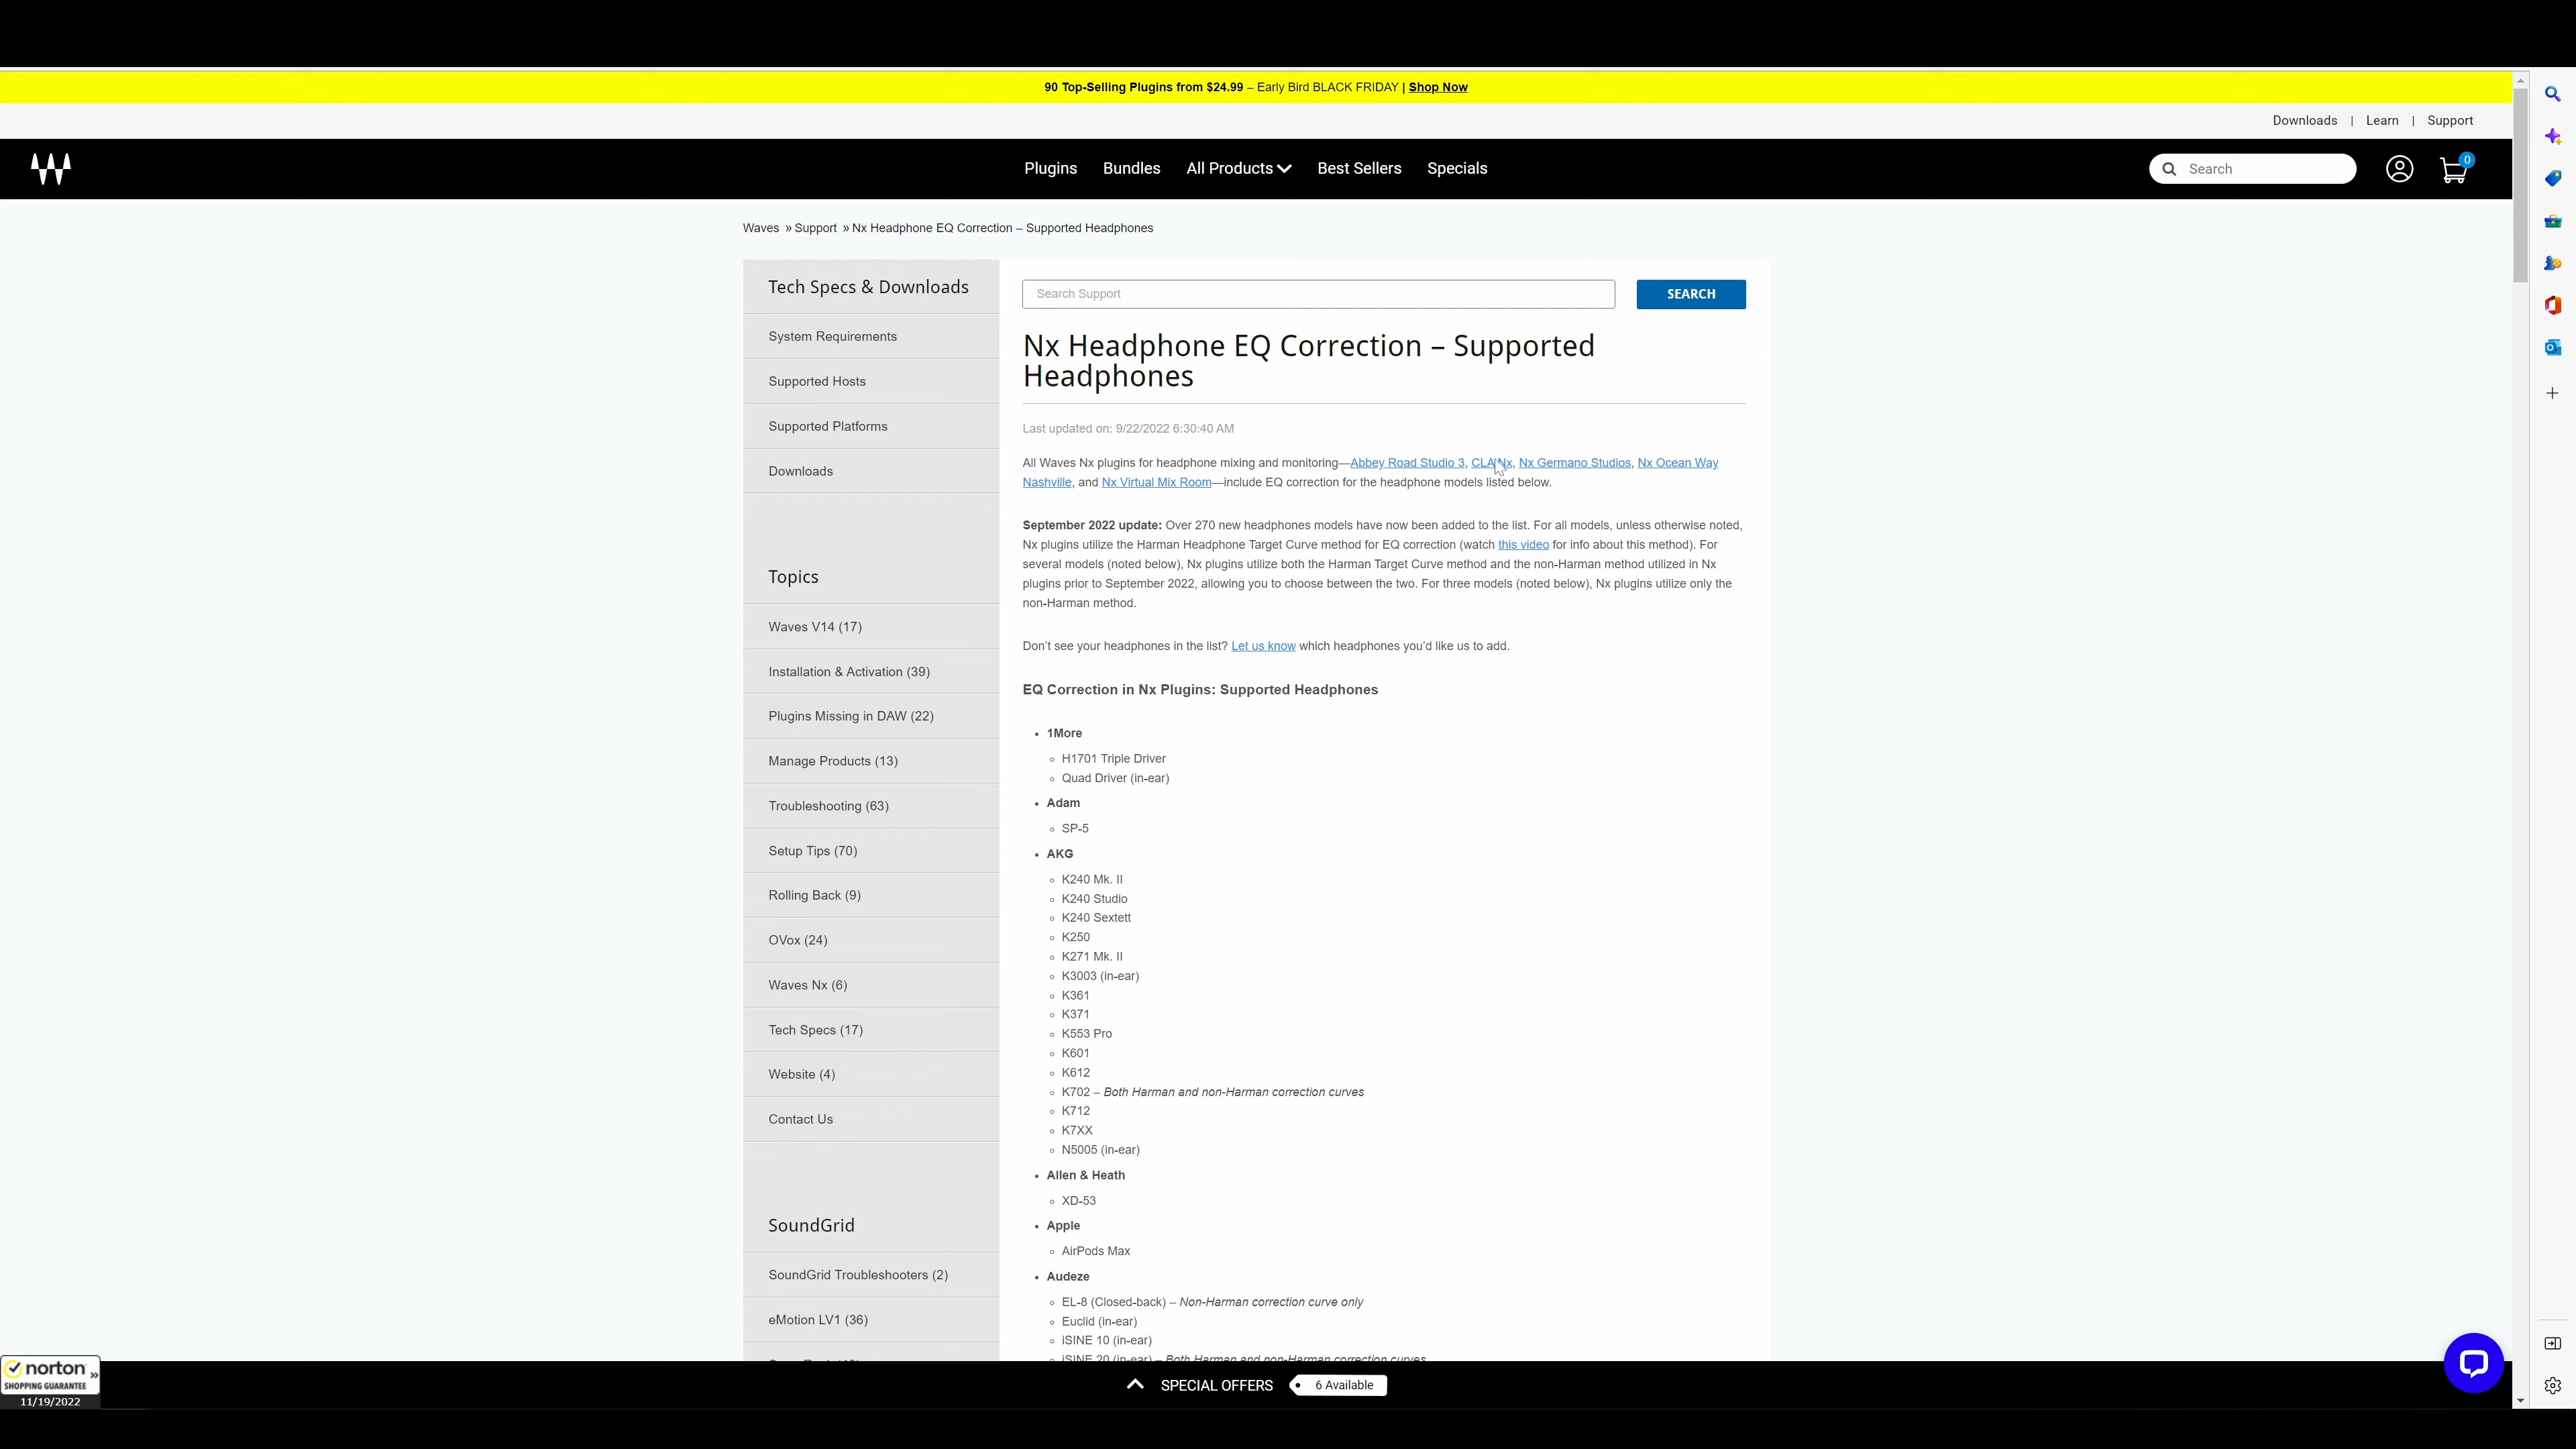 90 Top-Selling Plugins from $24.99 – Early Bird BLACK FRIDAY | Shop Now
Downloads | Learn | Support
Plugins Bundles All Products Best Sellers Specials
Search
0
Waves » Support » Nx Headphone EQ Correction – Supported Headphones
Tech Specs & Downloads
System Requirements
Supported Hosts
Supported Platforms
Downloads
Topics
Waves V14 (17)
Installation & Activation (39)
Plugins Missing in DAW (22)
Manage Products (13)
Troubleshooting (63)
Setup Tips (70)
Rolling Back (9)
OVox (24)
Waves Nx (6)
Tech Specs (17)
Website (4)
Contact Us
SoundGrid
SoundGrid Troubleshooters (2)
eMotion LV1 (36)
Search Support
SEARCH
Nx Headphone EQ Correction – Supported
Headphones
Last updated on: 9/22/2022 6:30:40 AM
All Waves Nx plugins for headphone mixing and monitoring—Abbey Road Studio 3, CLA Nx, Nx Germano Studios, Nx Ocean Way
Nashville, and Nx Virtual Mix Room—include EQ correction for the headphone models listed below.
September 2022 update: Over 270 new headphones models have now been added to the list. For all models, unless otherwise noted,
Nx plugins utilize the Harman Headphone Target Curve method for EQ correction (watch this video for info about this method). For
several models (noted below), Nx plugins utilize both the Harman Target Curve method and the non-Harman method utilized in Nx
plugins prior to September 2022, allowing you to choose between the two. For three models (noted below), Nx plugins utilize only the
non-Harman method.
Don't see your headphones in the list? Let us know which headphones you'd like us to add.
EQ Correction in Nx Plugins: Supported Headphones
• 1More
◦ H1701 Triple Driver
◦ Quad Driver (in-ear)
• Adam
◦ SP-5
• AKG
◦ K240 Mk. II
◦ K240 Studio
◦ K240 Sextett
◦ K250
◦ K271 Mk. II
◦ K3003 (in-ear)
◦ K361
◦ K371
◦ K553 Pro
◦ K601
◦ K612
◦ K702 – Both Harman and non-Harman correction curves
◦ K712
◦ K7XX
◦ N5005 (in-ear)
• Allen & Heath
◦ XD-53
• Apple
◦ AirPods Max
• Audeze
◦ EL-8 (Closed-back) – Non-Harman correction curve only
◦ Euclid (in-ear)
◦ iSINE 10 (in-ear)
◦ iSINE 20 (in-ear) – Both Harman and non-Harman correction curves
SPECIAL OFFERS 6 Available
norton
SHOPPING GUARANTEE
11/19/2022